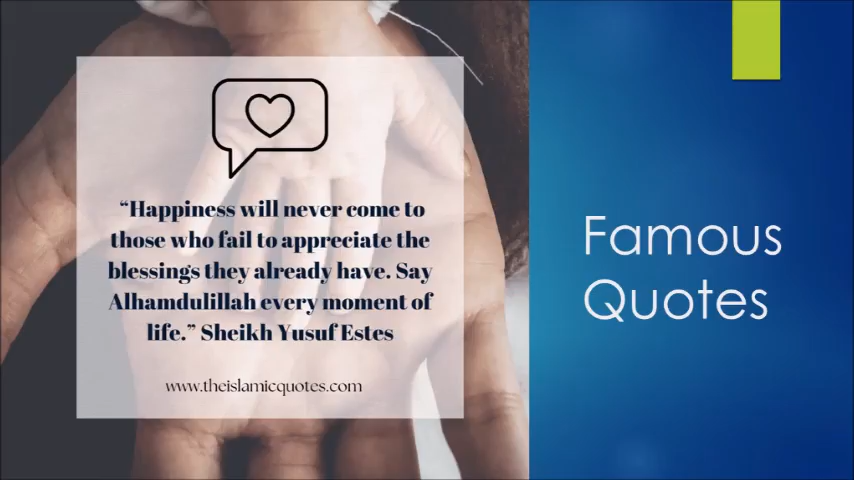 “Happiness will never come to
those who fail to appreciate the
blessings they already have. Say
Alhamdulillah every moment of
life.” Sheikh Yusuf Estes
www.theislamicquotes.com
Famous
Quotes